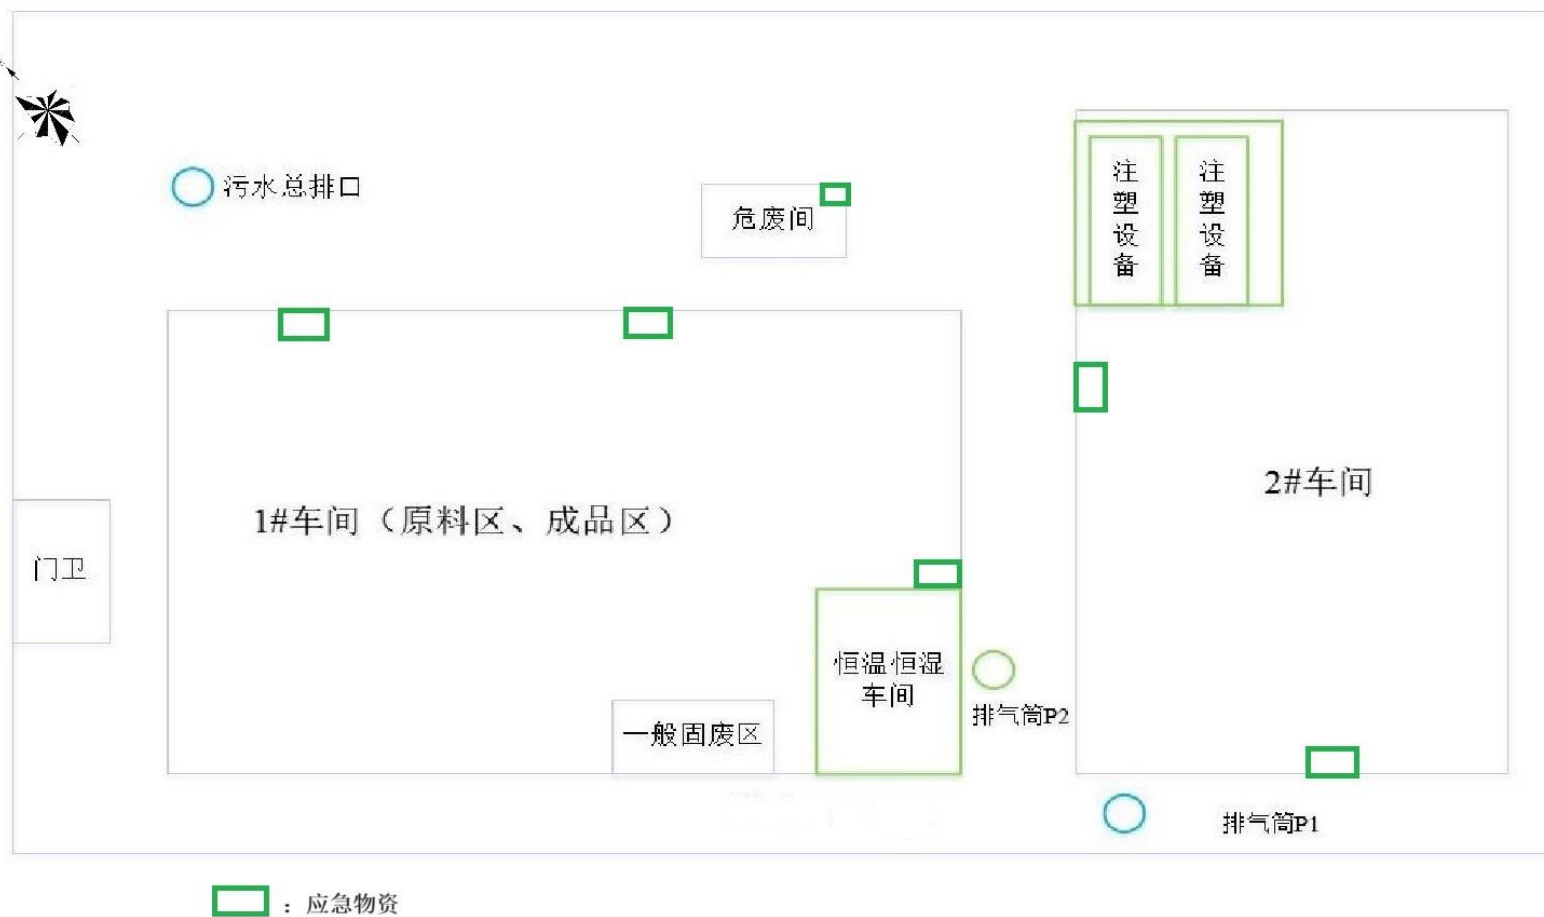 污水总排口
危废间
注塑设备
注塑设备
2#车间
1#车间（原料区、成品区）
门卫
恒温恒湿
车间
排气筒P2
一般固废区
排气筒P1
：应急物资